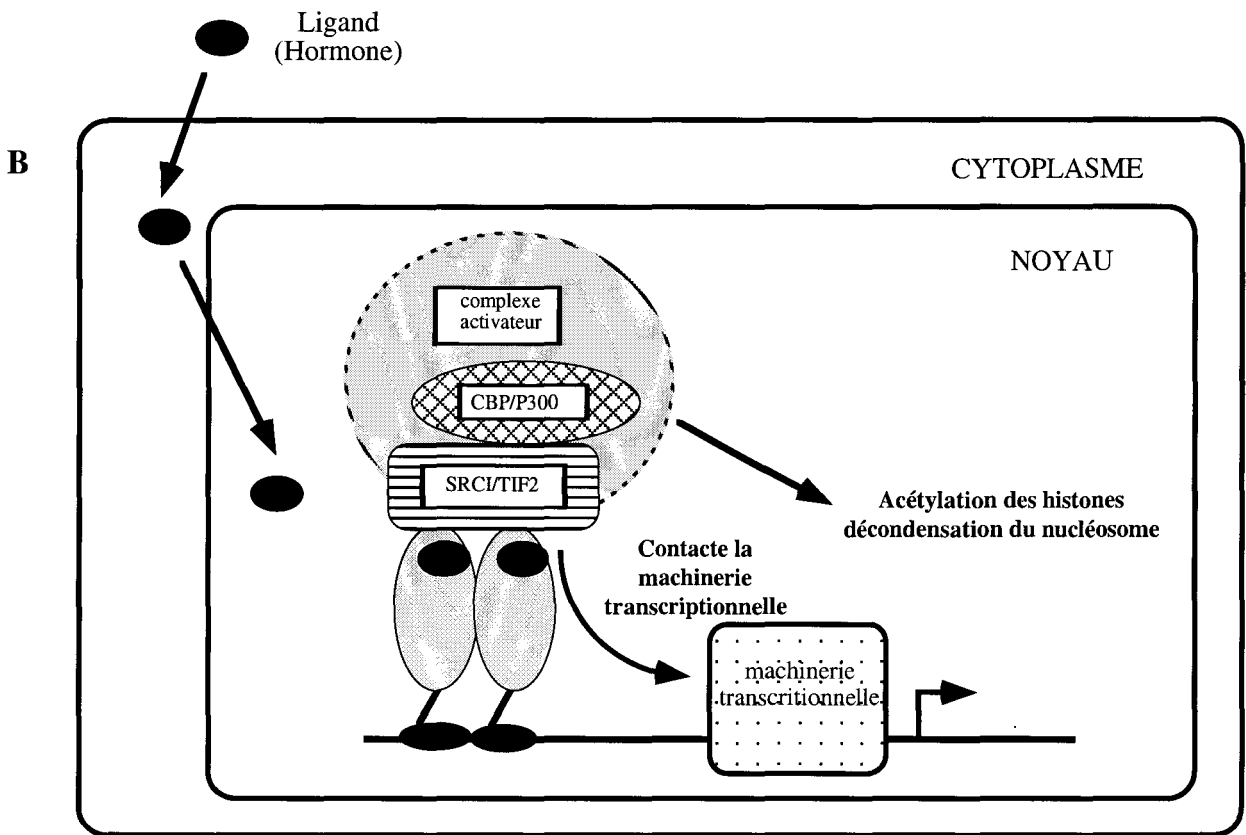 Ligand
(Hormone)
B
CYTOPLASME
NOYAU
complexe
activateur
CBP/P300
SRCI/TIF2
Acétylation des histones
décondensation du nucléosome
Contacte la
machinerie
transcriptionnelle
machinerie
transcritionnelle